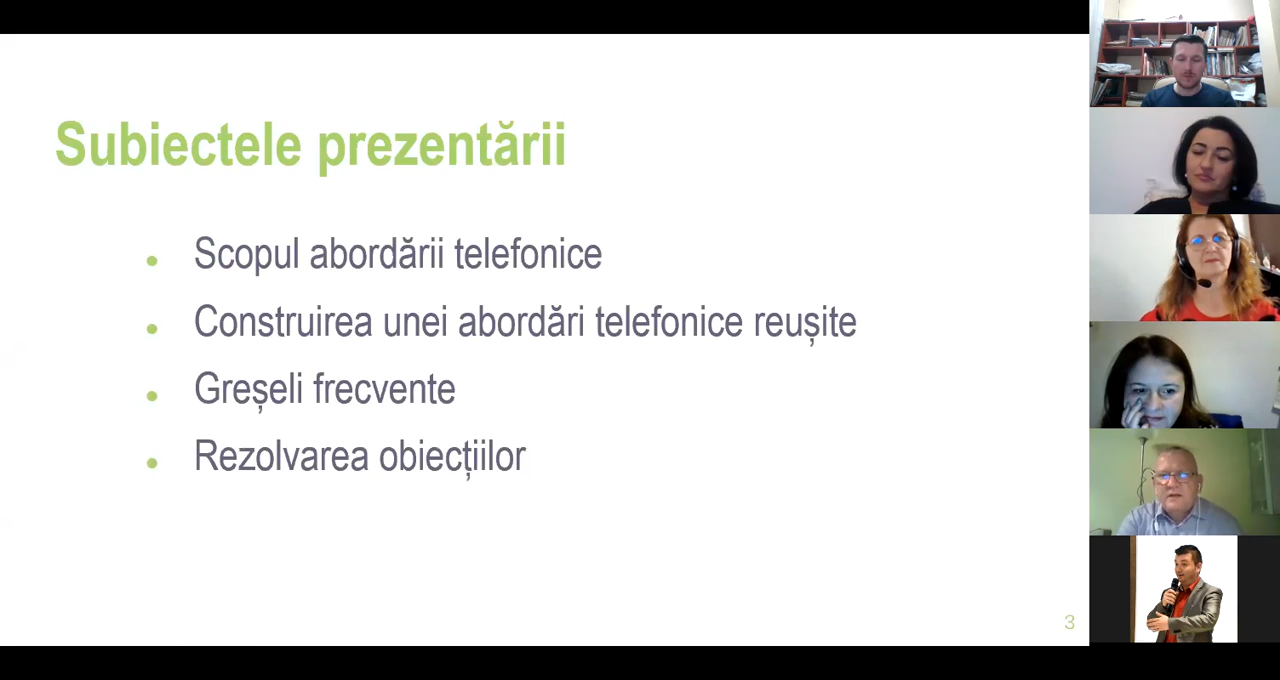 Subiectele prezentării
Scopul abordării telefonice
Construirea unei abordări telefonice reușite
Greșeli frecvente
Rezolvarea obiecțiilor
3